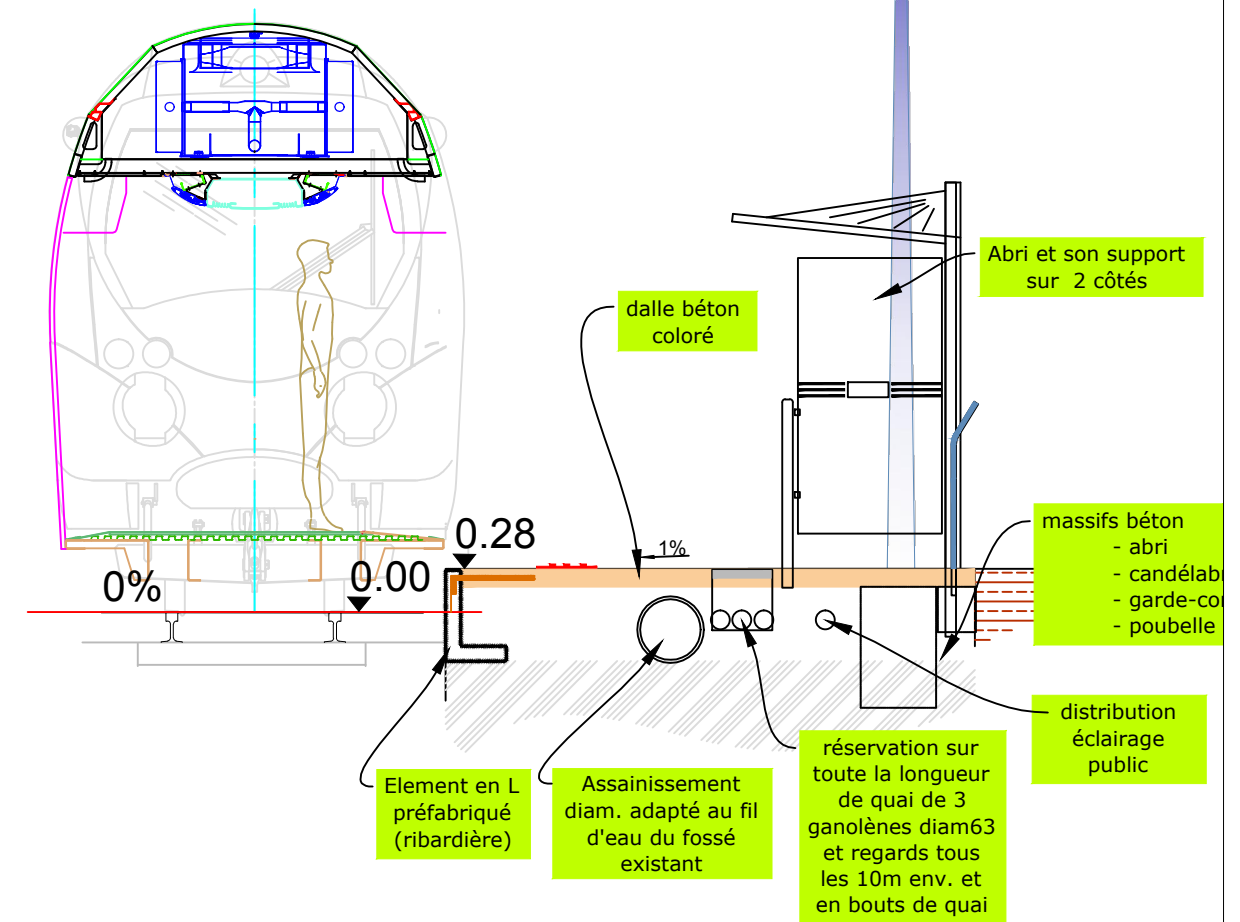 Abri et son support
sur 2 côtés
dalle béton
coloré
massifs béton
- abri
- candélab
- garde-co
- poubelle
0.28
1%
0%
0.00
distribution
éclairage
public
réservation sur
toute la longueur
de quai de 3
ganolènes diam63
et regards tous
les 10m env. et
en bouts de quai
Element en L
préfabriqué
(ribardière)
Assainissement
diam. adapté au fil
d'eau du fossé
existant